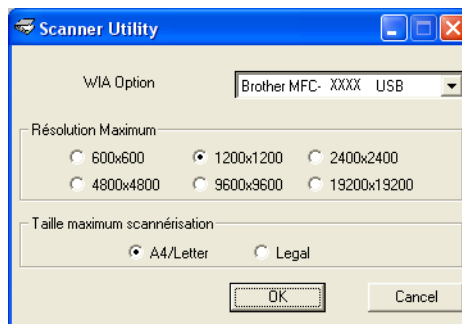 Scanner Utility
WIA Option
Brother MFC- XXXX USB
Résolution Maximum
600x600 1200x1200 2400x2400
4800x4800 9600x9600 19200x19200
Taille maximum scannérisation
A4/Letter Legal
OK Cancel